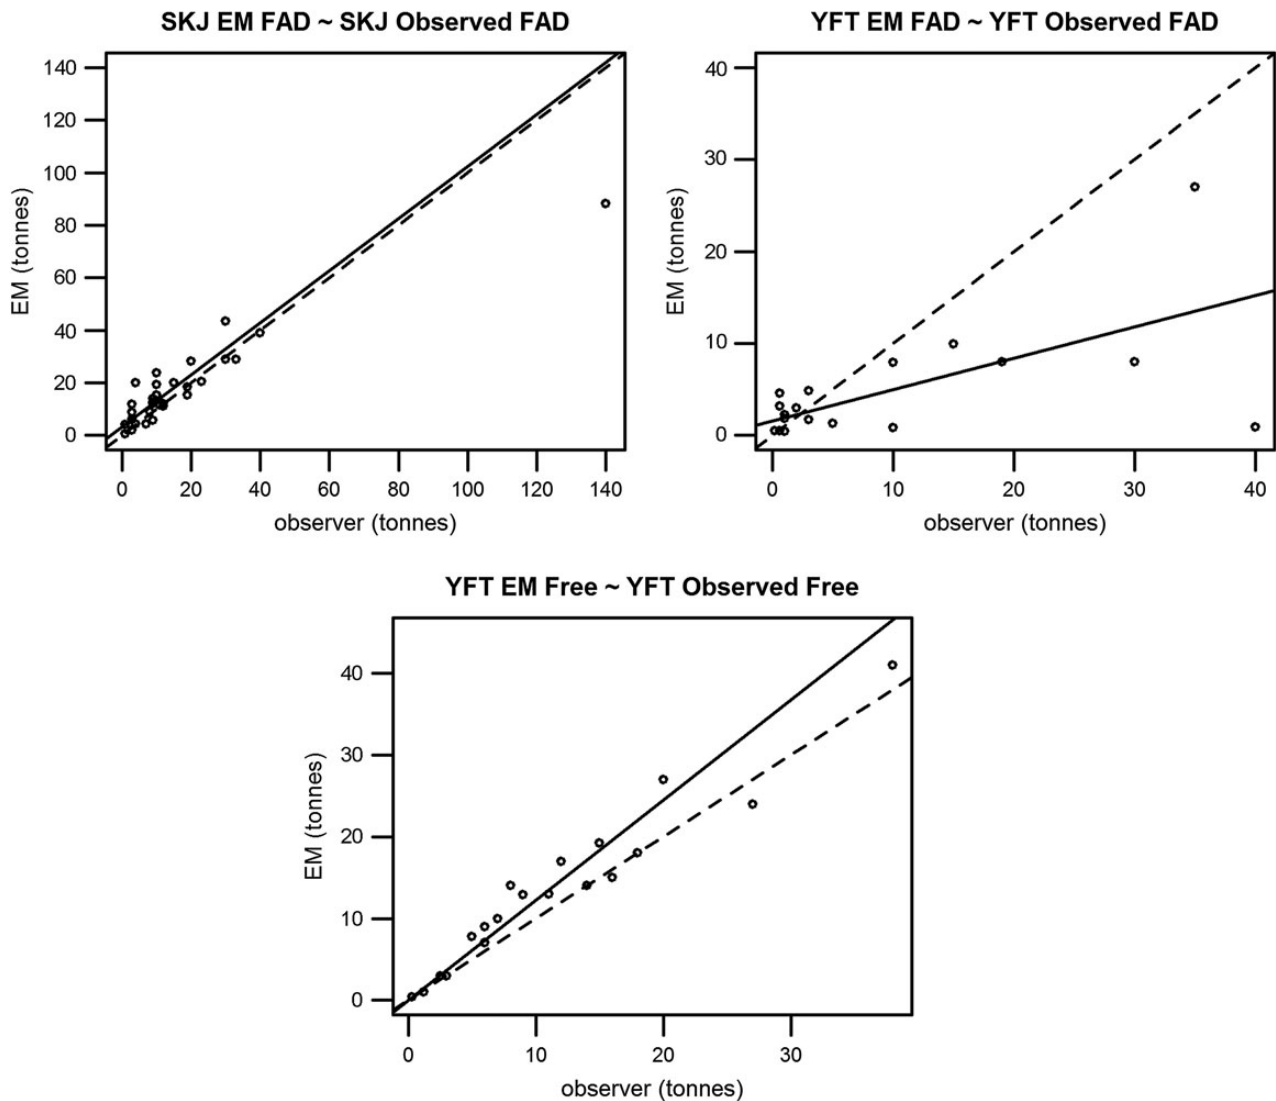 SKJ EM FAD ~ SKJ Observed FAD
140
120
100
80
60
40
20
0
EM (tonnes)
0 20 40 60 80 100 120 140
observer (tonnes)
YFT EM FAD ~ YFT Observed FAD
40
30
20
10
0
EM (tonnes)
0 10 20 30 40
observer (tonnes)
YFT EM Free ~ YFT Observed Free
40
30
20
10
0
EM (tonnes)
0 10 20 30
observer (tonnes)